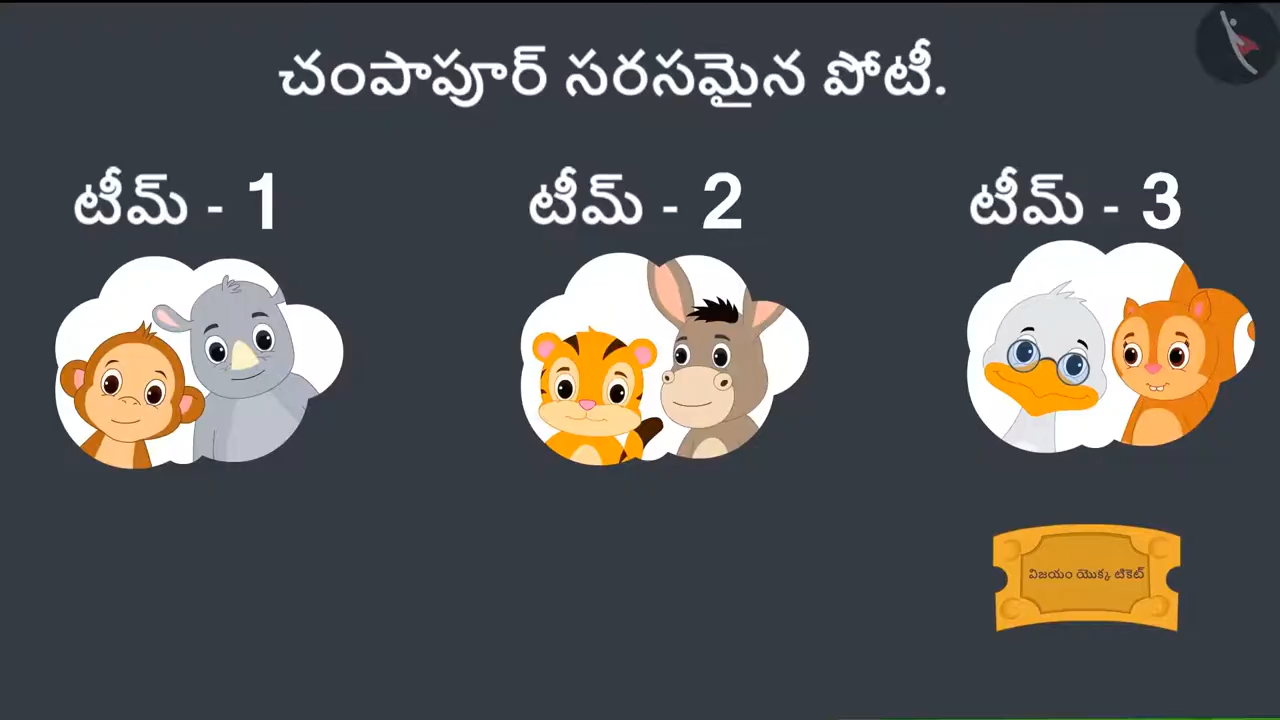 చంపాపూర్ సరసమైన పోటీ.
టీమ్ - 1
టీమ్ - 2
టీమ్ - 3
విజయం యొక్క టికెట్